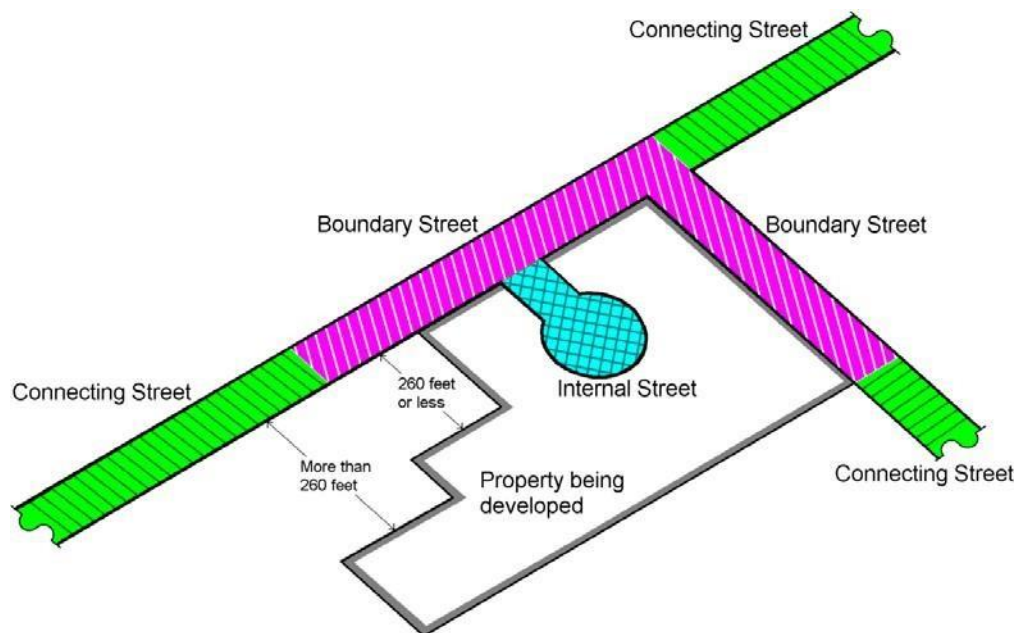 Connecting Street
Boundary Street
Boundary Street
Connecting Street
260 feet
or less
Internal Street
More than
260 feet
Property being
developed
Connecting Street